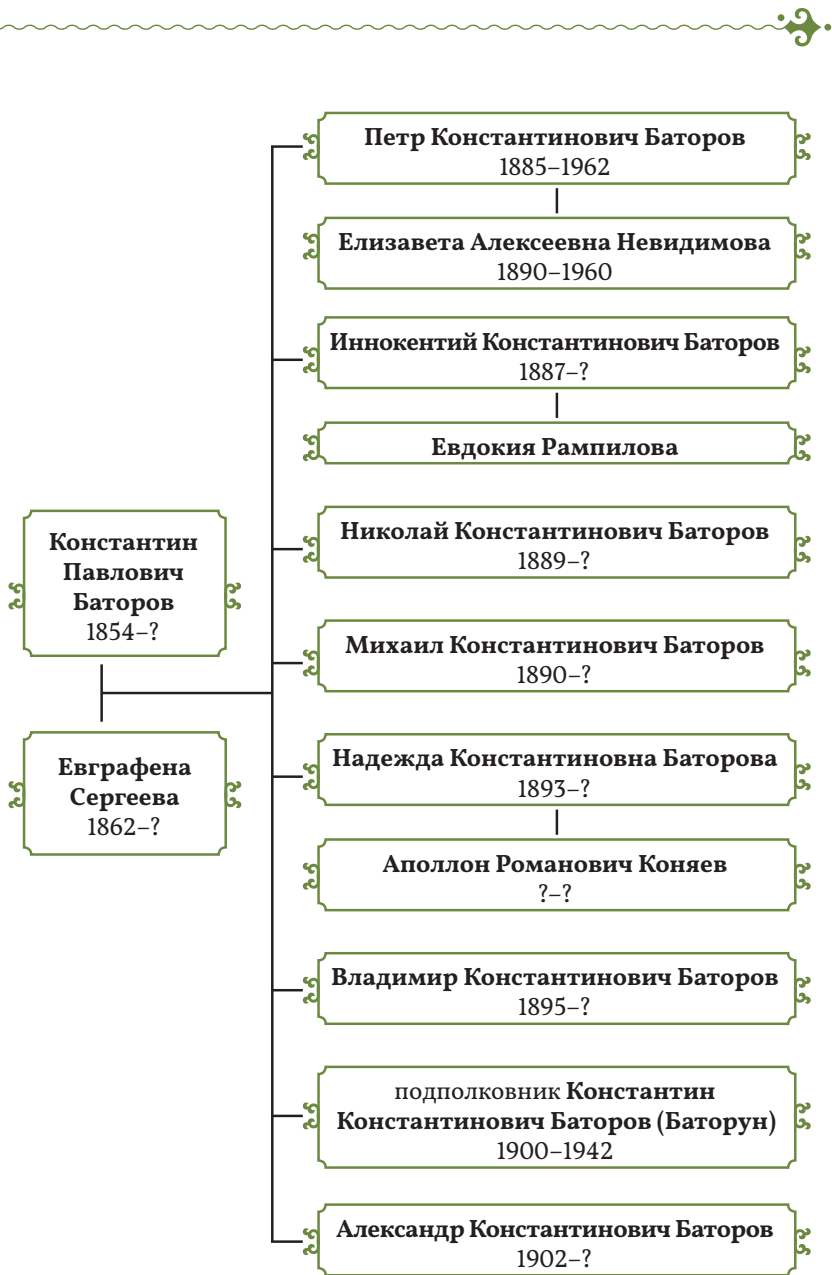 Петр Константинович Баторов
1885–1962
Елизавета Алексеевна Невидимова
1890–1960
Иннокентий Константинович Баторов
1887–?
Евдокия Рампилова
Константин
Павлович
Баторов
1854–?
Евграфена
Сергеева
1862–?
Николай Константинович Баторов
1889–?
Михаил Константинович Баторов
1890–?
Надежда Константиновна Баторова
1893–?
Аполлон Романович Коняев
?–?
Владимир Константинович Баторов
1895–?
подполковник Константин
Константинович Баторов (Баторун)
1900–1942
Александр Константинович Баторов
1902–?